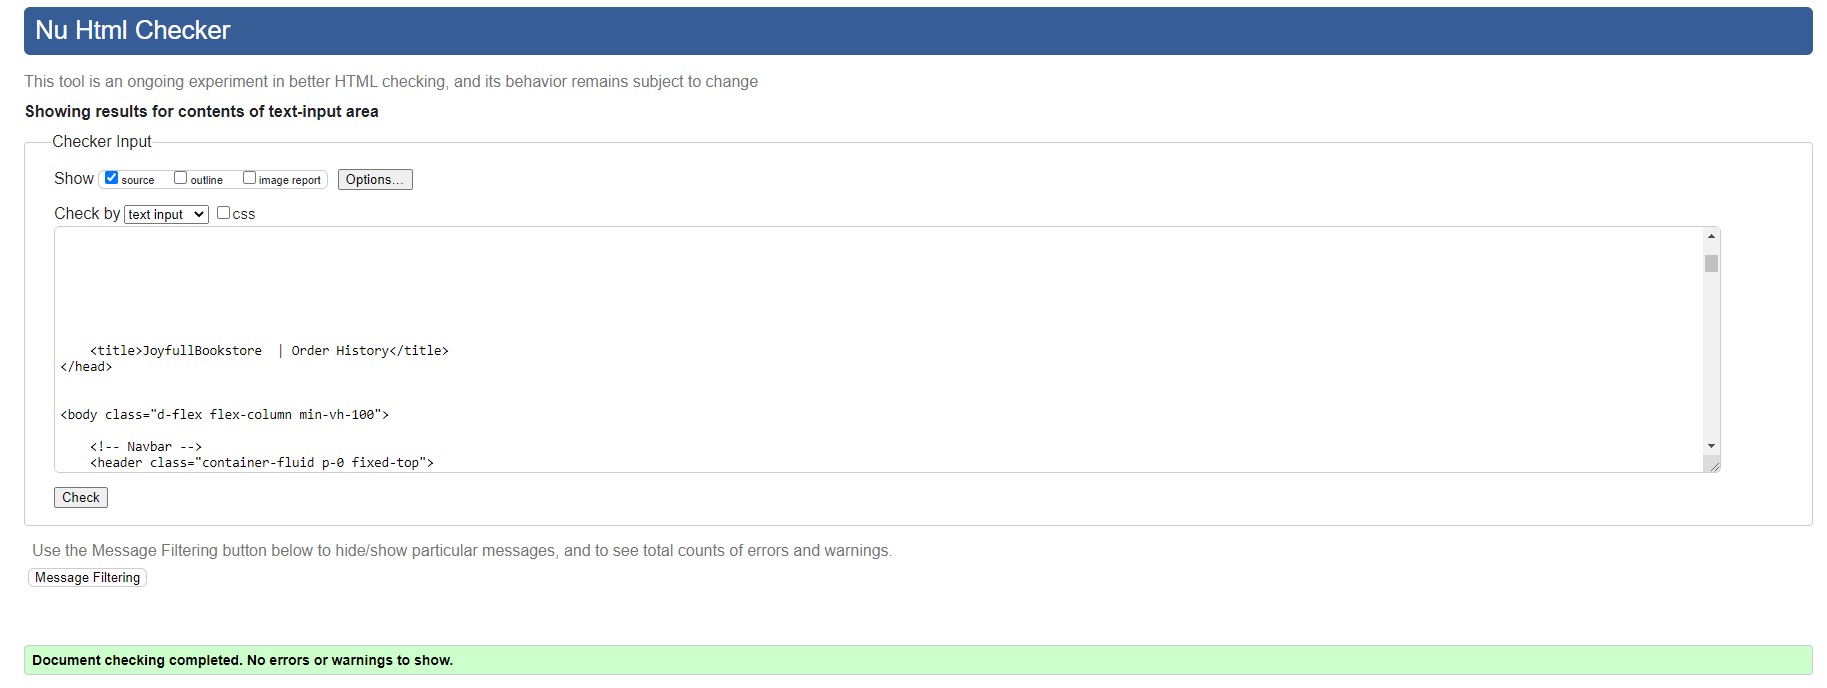 Nu Html Checker
This tool is an ongoing experiment in better HTML checking, and its behavior remains subject to change
Showing results for contents of text-input area
Checker Input
Show source outline image report Options...
Check by text input css
<title>JoyfullBookstore  | Order History</title>
</head>
<body class="d-flex flex-column min-vh-100">
<!-- Navbar -->
<header class="container-fluid p-0 fixed-top">
Check
Use the Message Filtering button below to hide/show particular messages, and to see total counts of errors and warnings.
Message Filtering
Document checking completed. No errors or warnings to show.